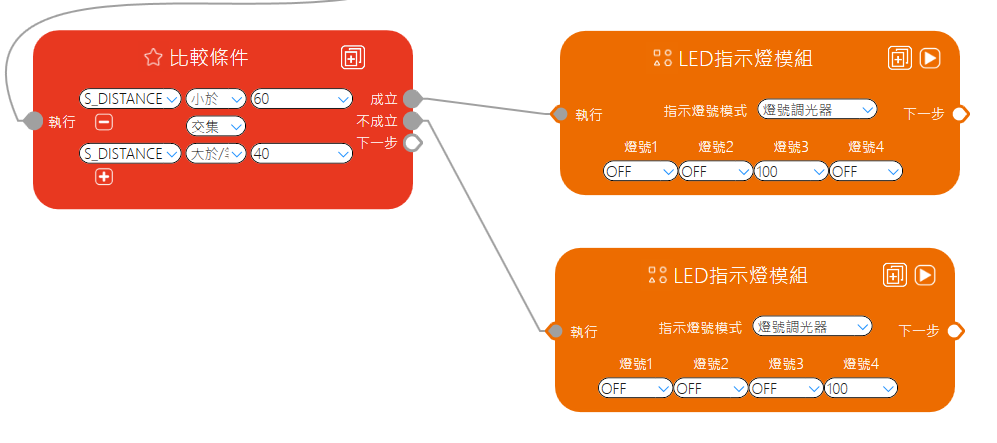 比較條件
S_DISTANCE 小於 60 成立
執行 不成立
交集
下一步
S_DISTANCE 大於/ 40
LED指示燈模組
執行 指示燈號模式 燈號調光器 下一步
燈號1 燈號2 燈號3 燈號4
OFF OFF 100 OFF
LED指示燈模組
執行 指示燈號模式 燈號調光器 下一步
燈號1 燈號2 燈號3 燈號4
OFF OFF OFF 100